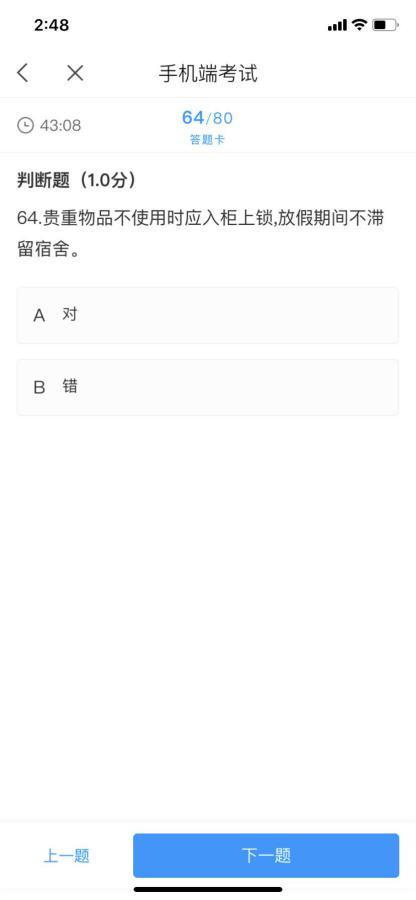 2:48
手机端考试
43:08
64/80
答题卡
判断题（1.0分）
64.贵重物品不使用时应入柜上锁,放假期间不滞
留宿舍。
A 对
B 错
上一题
下一题